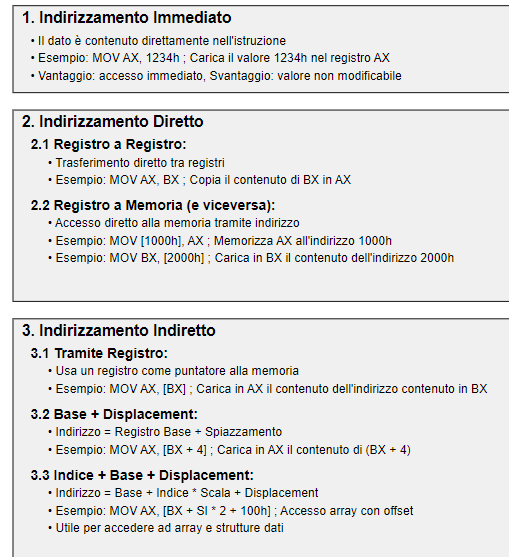 1. Indirizzamento Immediato
• Il dato è contenuto direttamente nell'istruzione
• Esempio: MOV AX, 1234h ; Carica il valore 1234h nel registro AX
• Vantaggio: accesso immediato, Svantaggio: valore non modificabile
2. Indirizzamento Diretto
2.1 Registro a Registro:
• Trasferimento diretto tra registri
• Esempio: MOV AX, BX ; Copia il contenuto di BX in AX
2.2 Registro a Memoria (e viceversa):
• Accesso diretto alla memoria tramite indirizzo
• Esempio: MOV [1000h], AX ; Memorizza AX all'indirizzo 1000h
• Esempio: MOV BX, [2000h] ; Carica in BX il contenuto dell'indirizzo 2000h
3. Indirizzamento Indiretto
3.1 Tramite Registro:
• Usa un registro come puntatore alla memoria
• Esempio: MOV AX, [BX] ; Carica in AX il contenuto dell'indirizzo contenuto in BX
3.2 Base + Displacement:
• Indirizzo = Registro Base + Spiazzamento
• Esempio: MOV AX, [BX + 4] ; Carica in AX il contenuto di (BX + 4)
3.3 Indice + Base + Displacement:
• Indirizzo = Base + Indice * Scala + Displacement
• Esempio: MOV AX, [BX + SI * 2 + 100h] ; Accesso array con offset
• Utile per accedere ad array e strutture dati